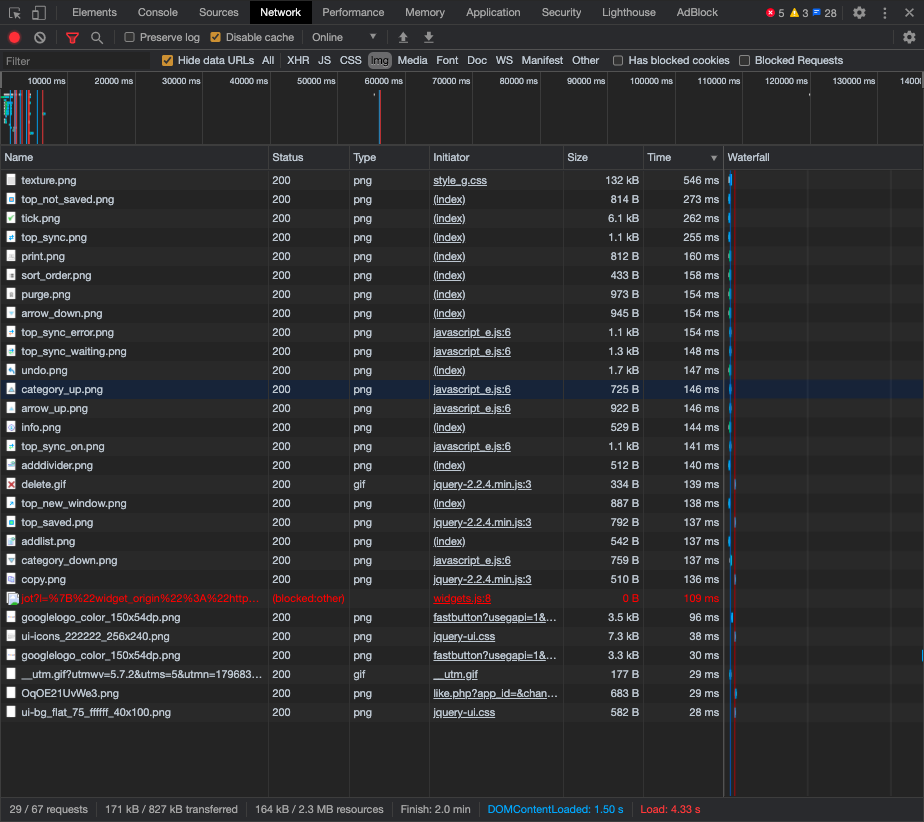 Elements Console Sources Network Performance Memory Application Security Lighthouse AdBlock 5 3 28
Preserve log Disable cache Online
Filter Hide data URLs All XHR JS CSS Img Media Font Doc WS Manifest Other Has blocked cookies Blocked Requests
10000 ms 20000 ms 30000 ms 40000 ms 50000 ms 60000 ms 70000 ms 80000 ms 90000 ms 100000 ms 110000 ms 120000 ms 130000 ms 1400
Name Status Type Initiator Size Time Waterfall
texture.png 200 png style_g.css 132 kB 546 ms
top_not_saved.png 200 png (index) 814 B 273 ms
tick.png 200 png (index) 6.1 kB 262 ms
top_sync.png 200 png (index) 1.1 kB 255 ms
print.png 200 png (index) 812 B 160 ms
sort_order.png 200 png (index) 433 B 158 ms
purge.png 200 png (index) 973 B 154 ms
arrow_down.png 200 png (index) 945 B 154 ms
top_sync_error.png 200 png javascript_e.js:6 1.1 kB 154 ms
top_sync_waiting.png 200 png javascript_e.js:6 1.3 kB 148 ms
undo.png 200 png (index) 1.7 kB 147 ms
category_up.png 200 png javascript_e.js:6 725 B 146 ms
arrow_up.png 200 png javascript_e.js:6 922 B 146 ms
info.png 200 png (index) 529 B 144 ms
top_sync_on.png 200 png javascript_e.js:6 1.1 kB 141 ms
adddivider.png 200 png (index) 512 B 140 ms
delete.gif 200 gif jquery-2.2.4.min.js:3 334 B 139 ms
top_new_window.png 200 png (index) 887 B 138 ms
top_saved.png 200 png jquery-2.2.4.min.js:3 792 B 137 ms
addlist.png 200 png (index) 542 B 137 ms
category_down.png 200 png javascript_e.js:6 759 B 137 ms
copy.png 200 png jquery-2.2.4.min.js:3 510 B 136 ms
jot?l=%7B%22widget_origin%22%3A%22http... (blocked:other) widgets.js:8 0 B 109 ms
googlelogo_color_150x54dp.png 200 png fastbutton?usegapi=1&... 3.5 kB 96 ms
ui-icons_222222_256x240.png 200 png jquery-ui.css 7.3 kB 38 ms
googlelogo_color_150x54dp.png 200 png fastbutton?usegapi=1&... 3.3 kB 30 ms
__utm.gif?utmwv=5.7.2&utms=5&utmn=179683... 200 gif __utm.gif 177 B 29 ms
OqOE21UvWe3.png 200 png like.php?app_id=&chan... 683 B 29 ms
ui-bg_flat_75_ffffff_40x100.png 200 png jquery-ui.css 582 B 28 ms
29 / 67 requests 171 kB / 827 kB transferred 164 kB / 2.3 MB resources Finish: 2.0 min DOMContentLoaded: 1.50 s Load: 4.33 s